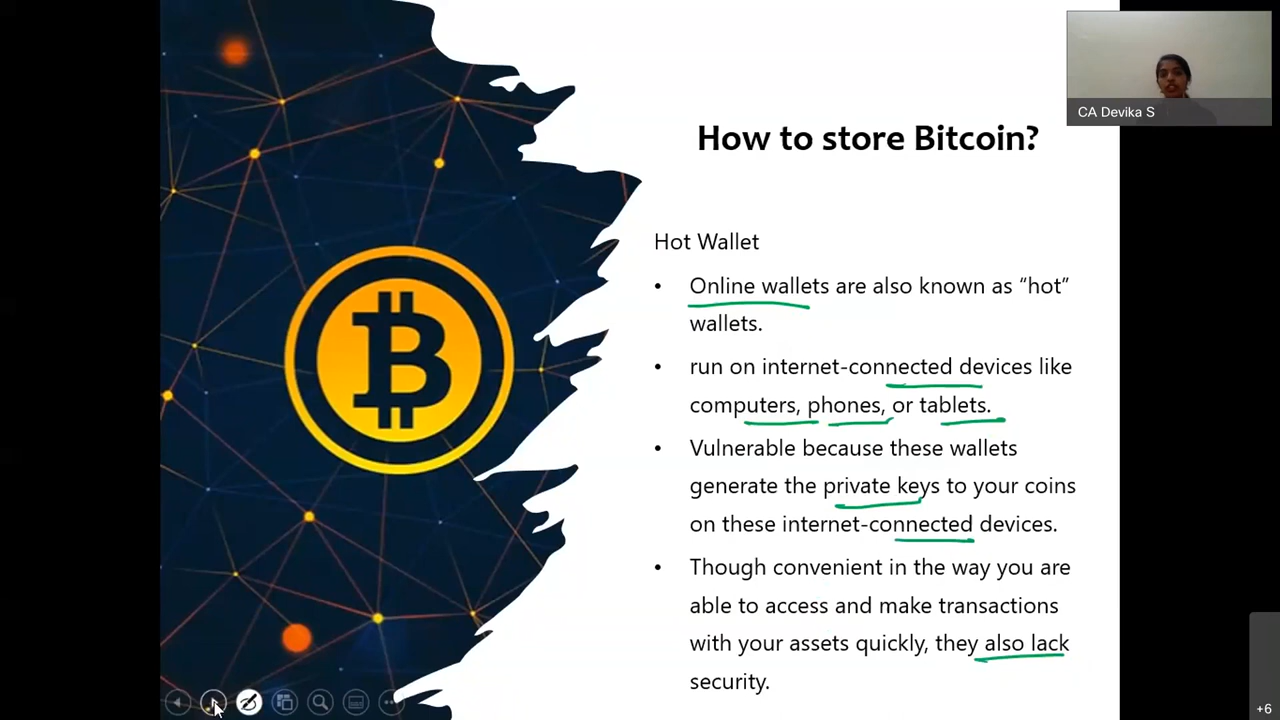 CA Devika S
How to store Bitcoin?
Hot Wallet
• Online wallets are also known as “hot”
wallets.
• run on internet-connected devices like
computers, phones, or tablets.
• Vulnerable because these wallets
generate the private keys to your coins
on these internet-connected devices.
• Though convenient in the way you are
able to access and make transactions
with your assets quickly, they also lack
security.
+6